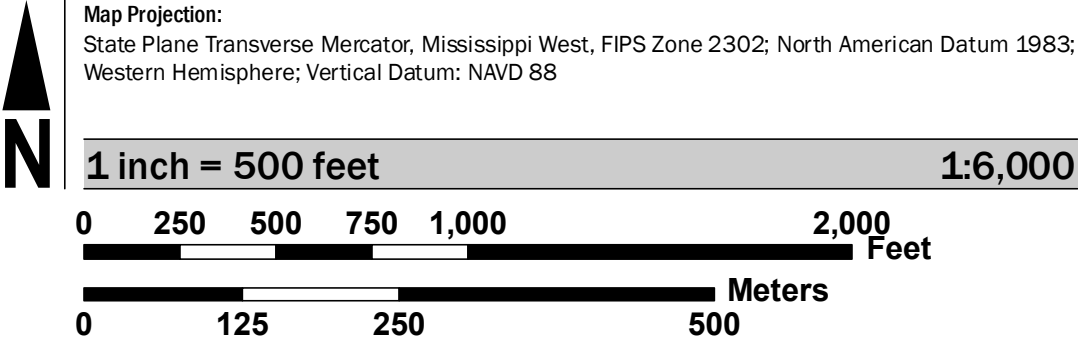 Map Projection:
State Plane Transverse Mercator, Mississippi West, FIPS Zone 2302; North American Datum 1983;
Western Hemisphere; Vertical Datum: NAVD 88
N
1 inch = 500 feet 1:6,000
0 250 500 750 1,000 2,000
Feet
Meters
0 125 250 500